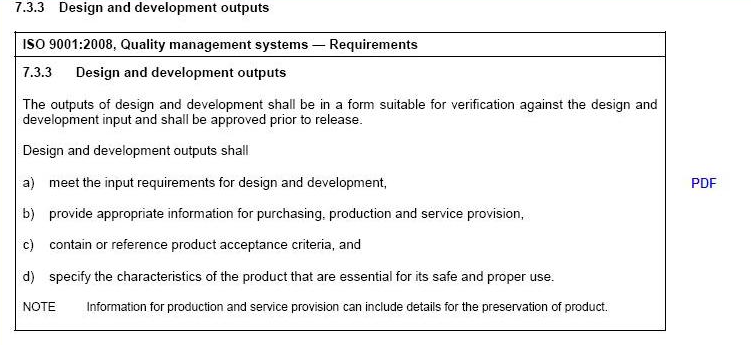 7.3.3 Design and development outputs
ISO 9001:2008, Quality management systems — Requirements
7.3.3 Design and development outputs
The outputs of design and development shall be in a form suitable for verification against the design and
development input and shall be approved prior to release.
Design and development outputs shall
a) meet the input requirements for design and development,
PDF
b) provide appropriate information for purchasing, production and service provision,
c) contain or reference product acceptance criteria, and
d) specify the characteristics of the product that are essential for its safe and proper use.
NOTE Information for production and service provision can include details for the preservation of product.